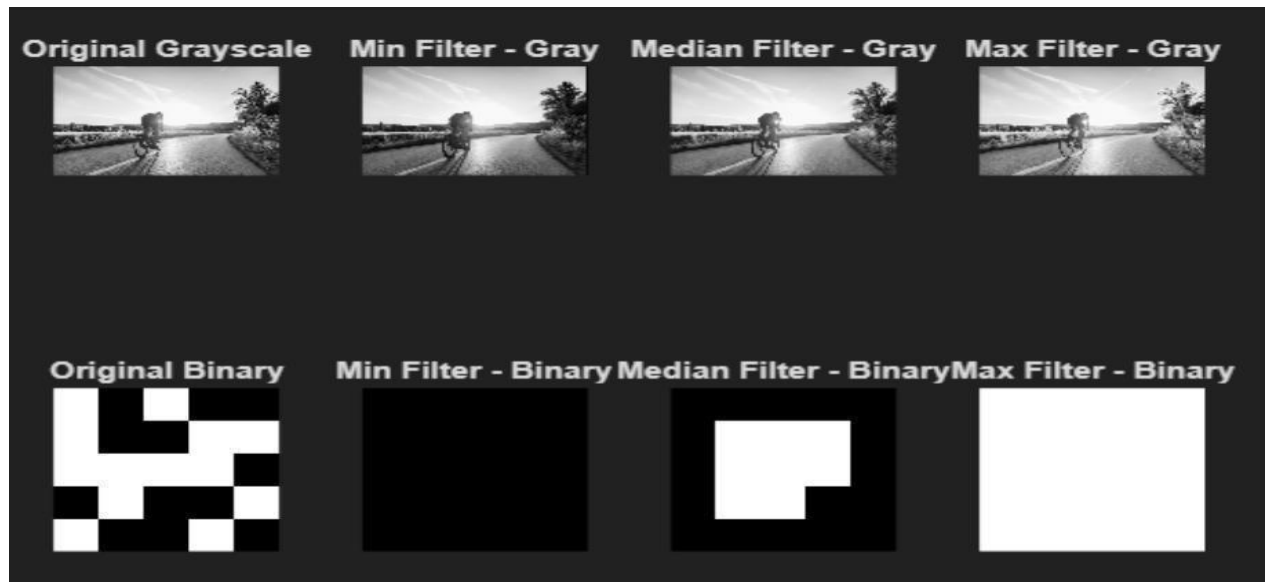 Original Grayscale
Min Filter - Gray
Median Filter - Gray
Max Filter - Gray
Original Binary
Min Filter - Binary
Median Filter - Binary
Max Filter - Binary